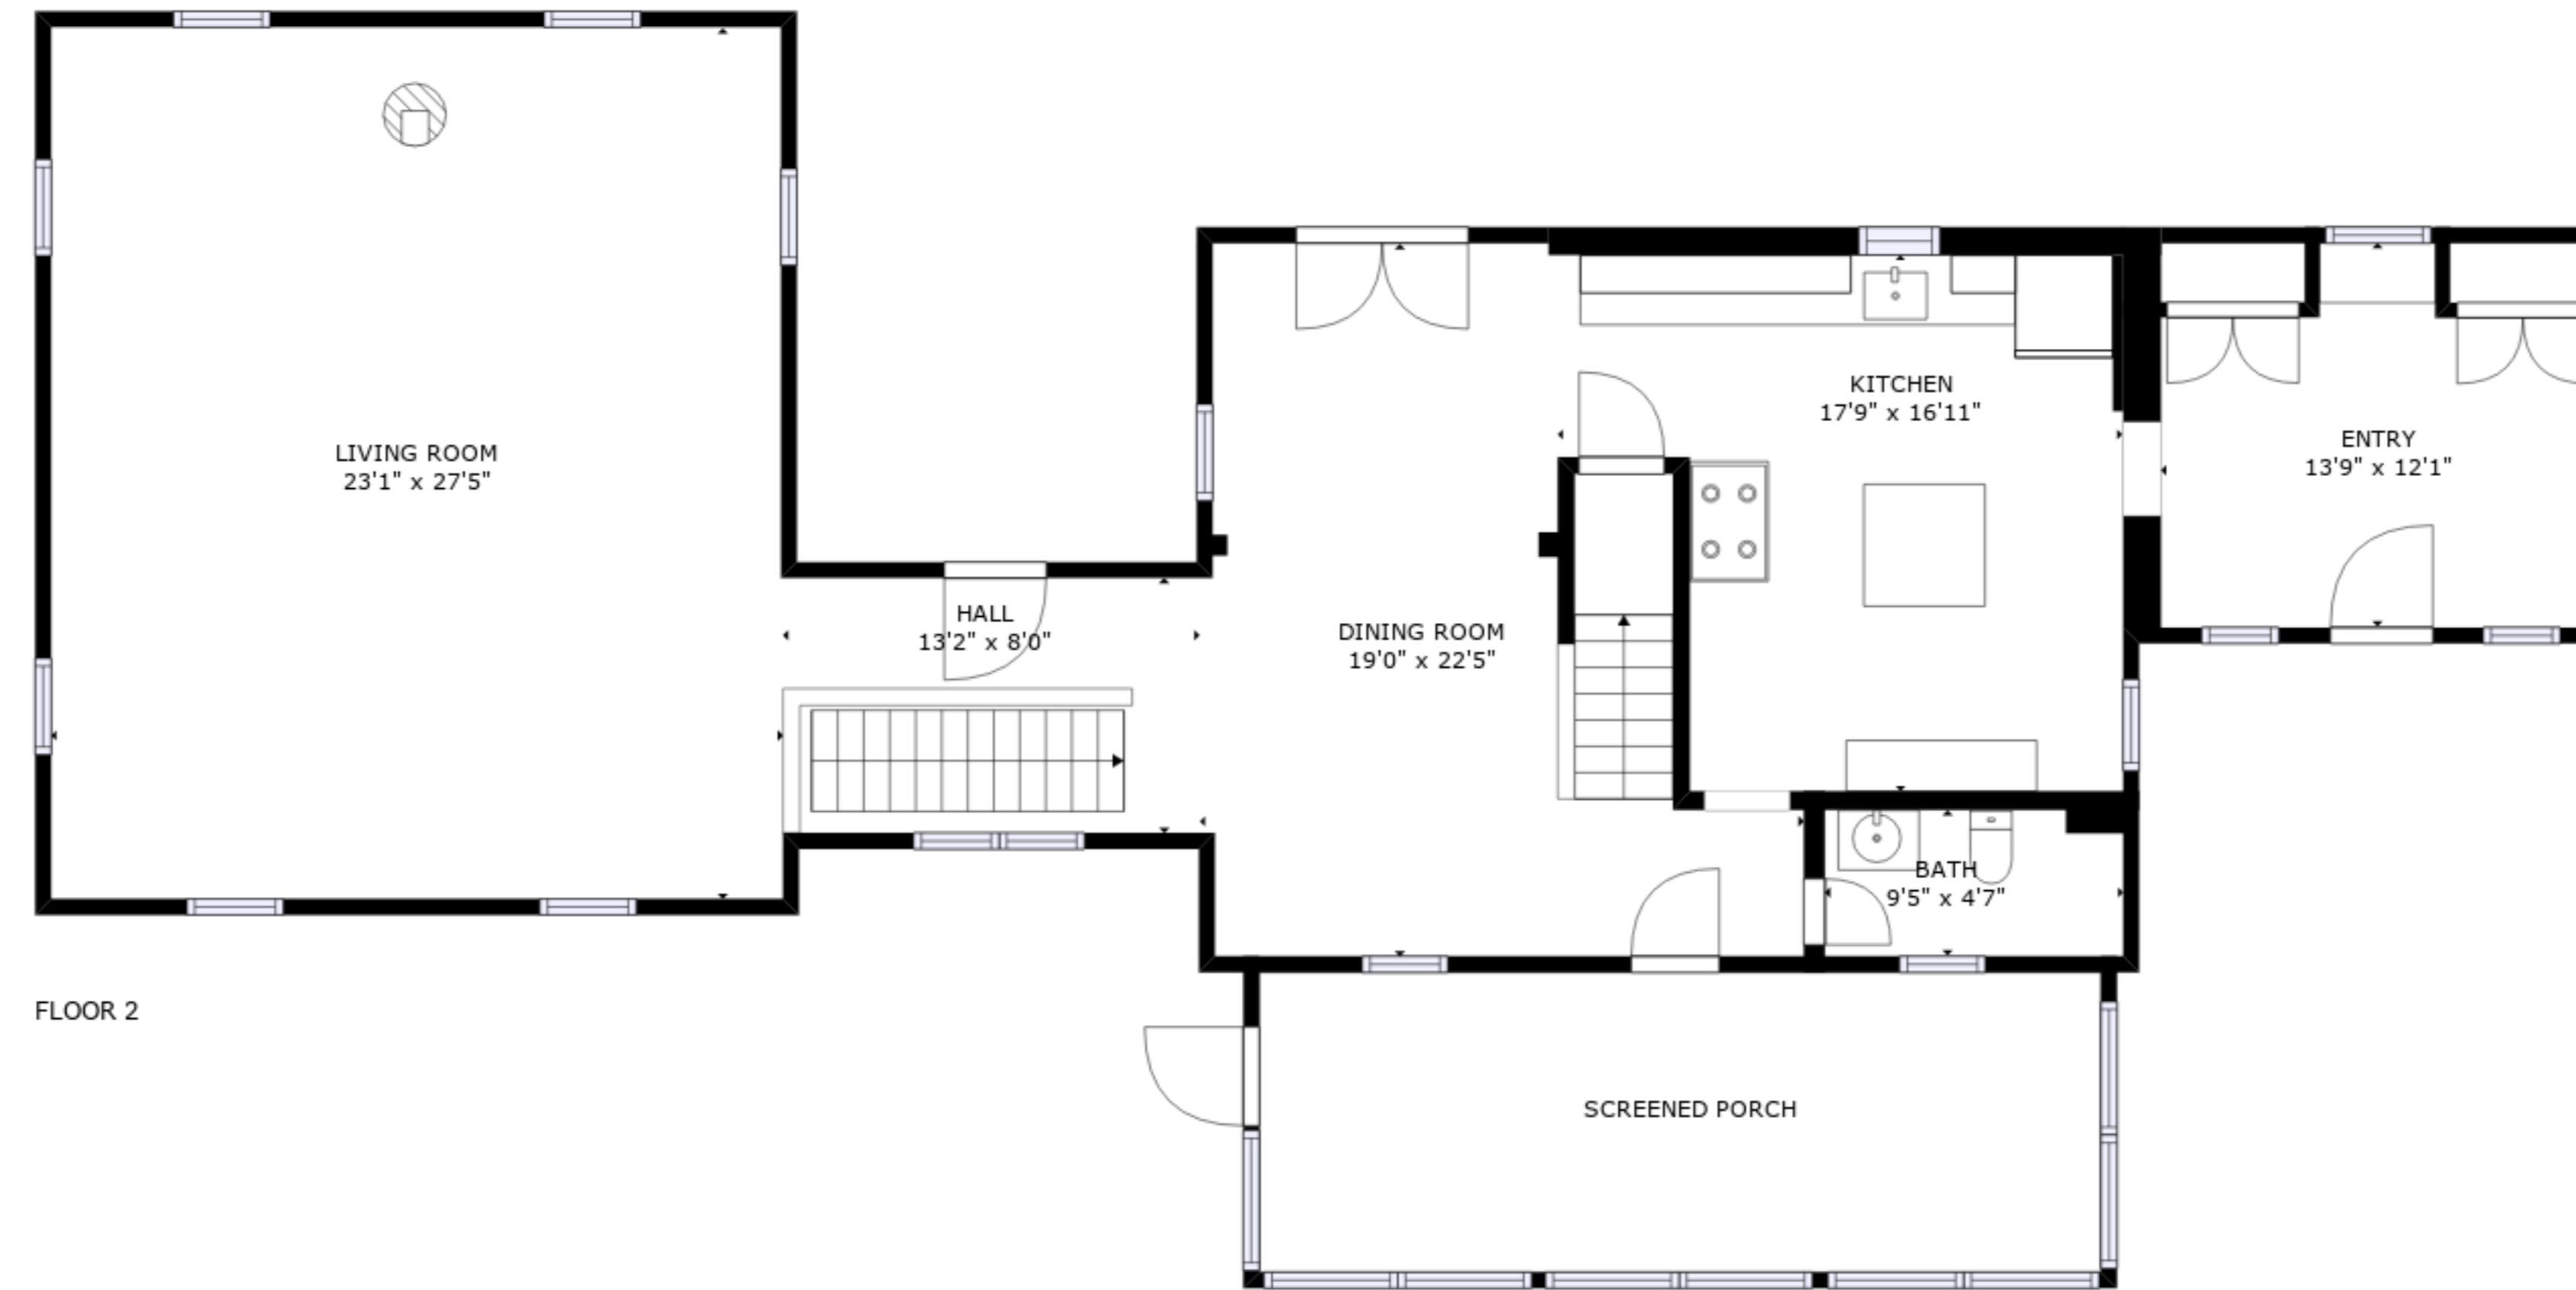 LIVING ROOM
23'1" x 27'5"
HALL
13'2" x 8'0"
DINING ROOM
19'0" x 22'5"
KITCHEN
17'9" x 16'11"
ENTRY
13'9" x 12'1"
BATH
9'5" x 4'7"
SCREENED PORCH
FLOOR 2